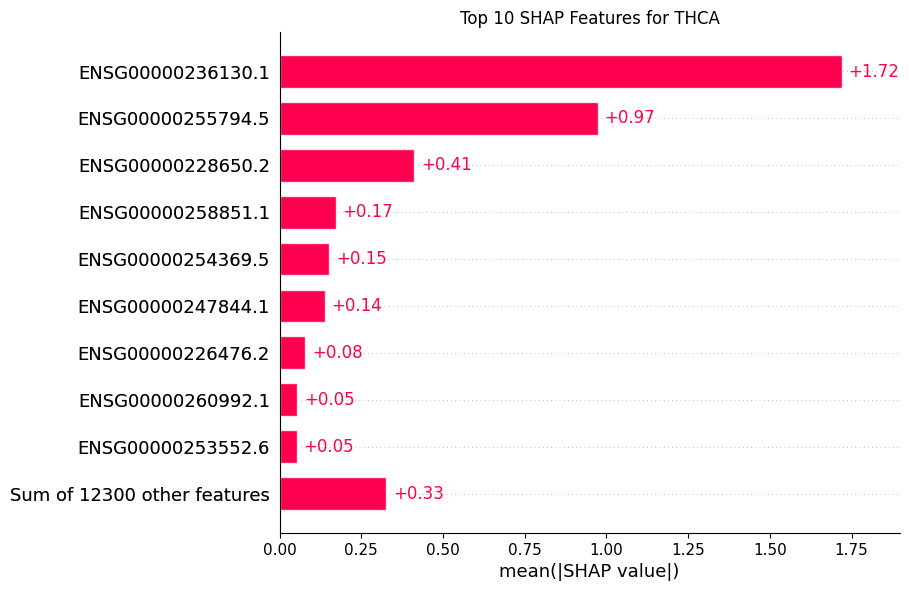 Top 10 SHAP Features for THCA
ENSG00000236130.1 +1.72
ENSG00000255794.5 +0.97
ENSG00000228650.2 +0.41
ENSG00000258851.1 +0.17
ENSG00000254369.5 +0.15
ENSG00000247844.1 +0.14
ENSG00000226476.2 +0.08
ENSG00000260992.1 +0.05
ENSG00000253552.6 +0.05
Sum of 12300 other features +0.33
0.00 0.25 0.50 0.75 1.00 1.25 1.50 1.75
mean(|SHAP value|)